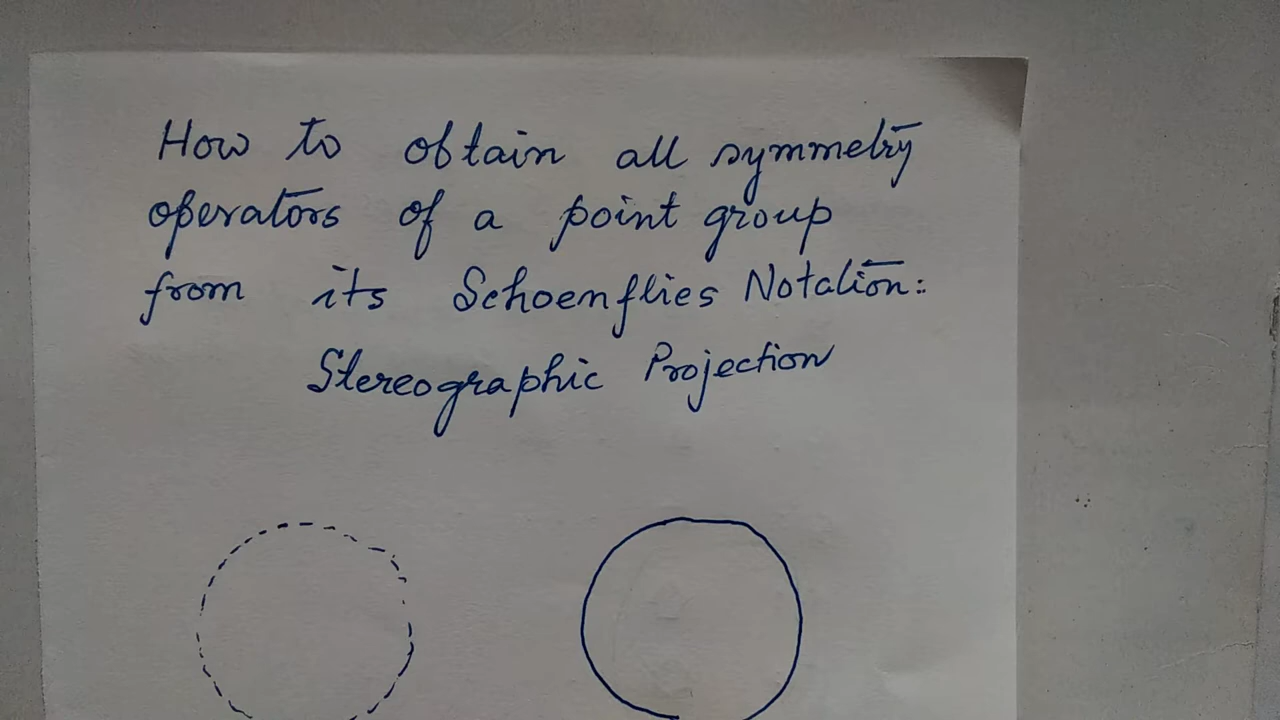 How to obtain all symmetry
operators of a point group
from its Schoenflies Notation:
Stereographic Projection